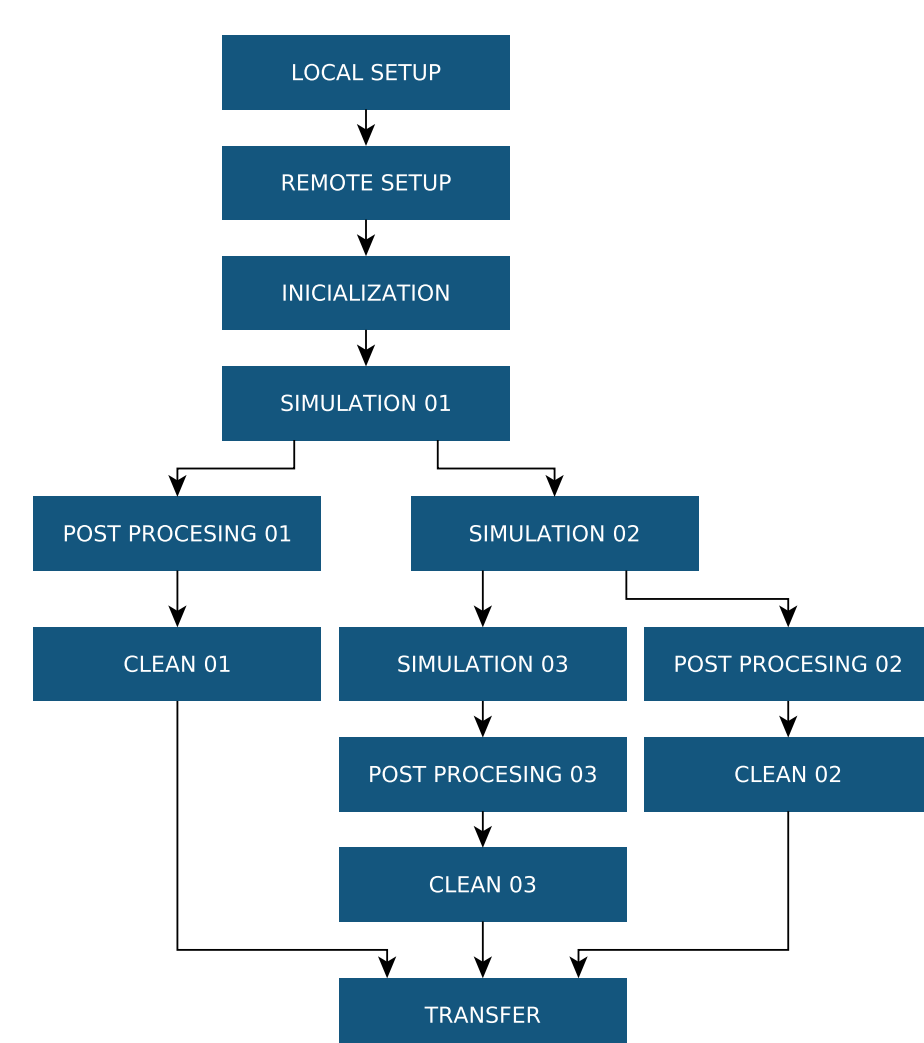 LOCAL SETUP
REMOTE SETUP
INICIALIZATION
SIMULATION 01
POST PROCESING 01
SIMULATION 02
CLEAN 01
SIMULATION 03
POST PROCESING 02
POST PROCESING 03
CLEAN 02
CLEAN 03
TRANSFER